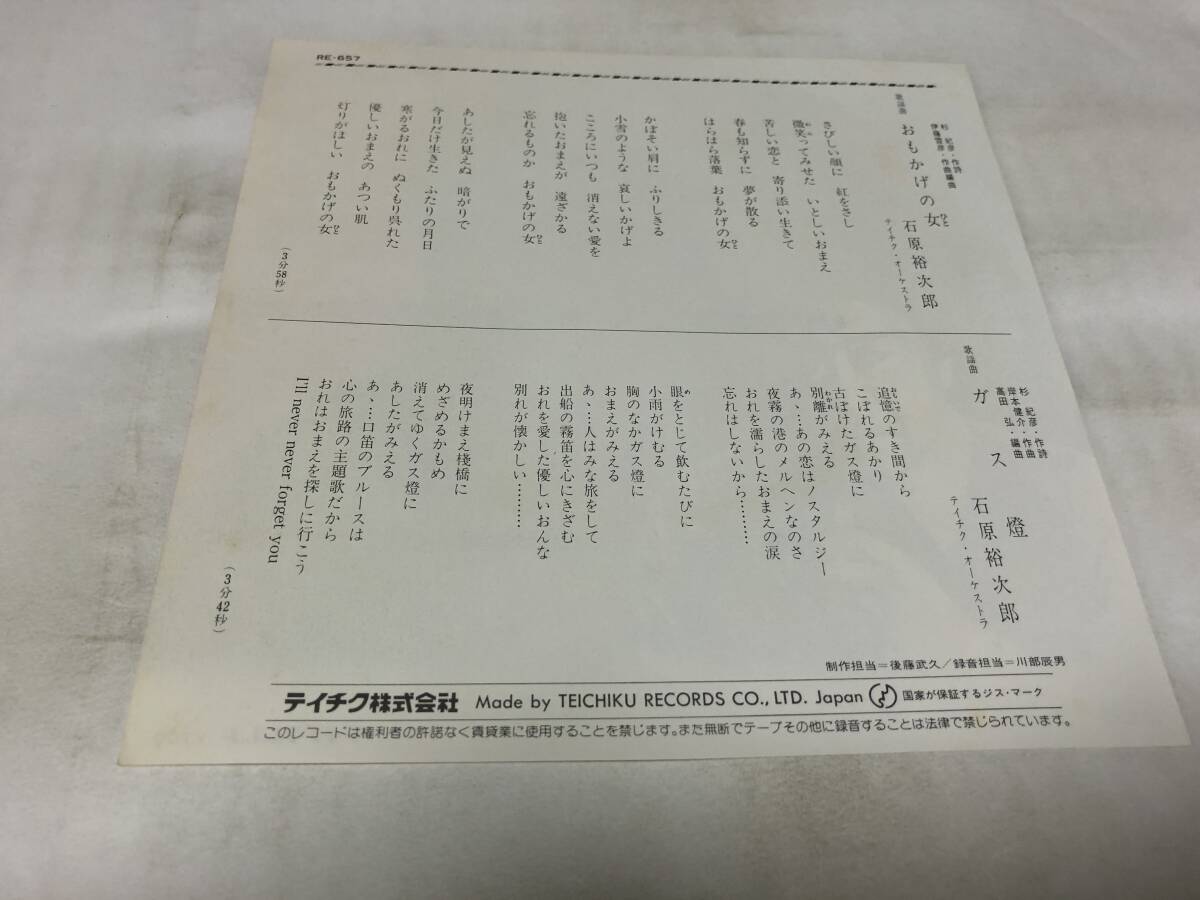 RE-657
歌謡曲
杉紀彦・作詩
伊藤雪彦・作曲編曲
おもかげの女
ひと
石原裕次郎
テイチク・オーケストラ
さびしい顔に 紅をさし
微笑ってみせた いとしいおまえ
苦しい恋と 寄り添い生きて
春も知らずに 夢が散る
はらはら落葉 おもかげの女
ひと
かぼそい肩に ふりしきる
小雪のような 哀しいかげよ
こころにいつも 消えない愛を
抱いたおまえが 遠ざかる
忘れるものか おもかげの女
ひと
あしたが見えぬ 暗がりで
今日だけ生きた ふたりの月日
寒がるおれに ぬくもり呉れた
優しいおまえの あつい肌
灯りがほしい おもかげの女
ひと
(3分58秒)
歌謡曲
杉紀彦・作詩
岸本健介・作曲
高田弘・編曲
ガス燈
石原裕次郎
テイチク・オーケストラ
追憶のすき間から
こぼれるあかり
古ぼけたガス燈に
別離がみえる
わかれ
あゝ…あの恋はノスタルジー
夜霧の港のメルヘンなのさ
おれを濡らしたおまえの涙
忘れはしないから………
眼をとじて飲むたびに
め
小雨がけむる
胸のなかガス燈に
おまえがみえる
あゝ…人はみな旅をして
出船の霧笛を心にきざむ
おれを愛した優しいおんな
別れが懐かしい………
夜明けまえ棧橋に
めざめるかもめ
消えてゆくガス燈に
あしたがみえる
あゝ…口笛のブルースは
心の旅路の主題歌だから
おれはおまえを探しに行こう
I'll never never forget you
(3分42秒)
制作担当=後藤武久/録音担当=川部辰男
テイチク株式会社 Made by TEICHIKU RECORDS CO., LTD. Japan 国家が保証するジス・マーク
このレコードは権利者の許諾なく賃貸業に使用することを禁じます。また無断でテープその他に録音することは法律で禁じられています。